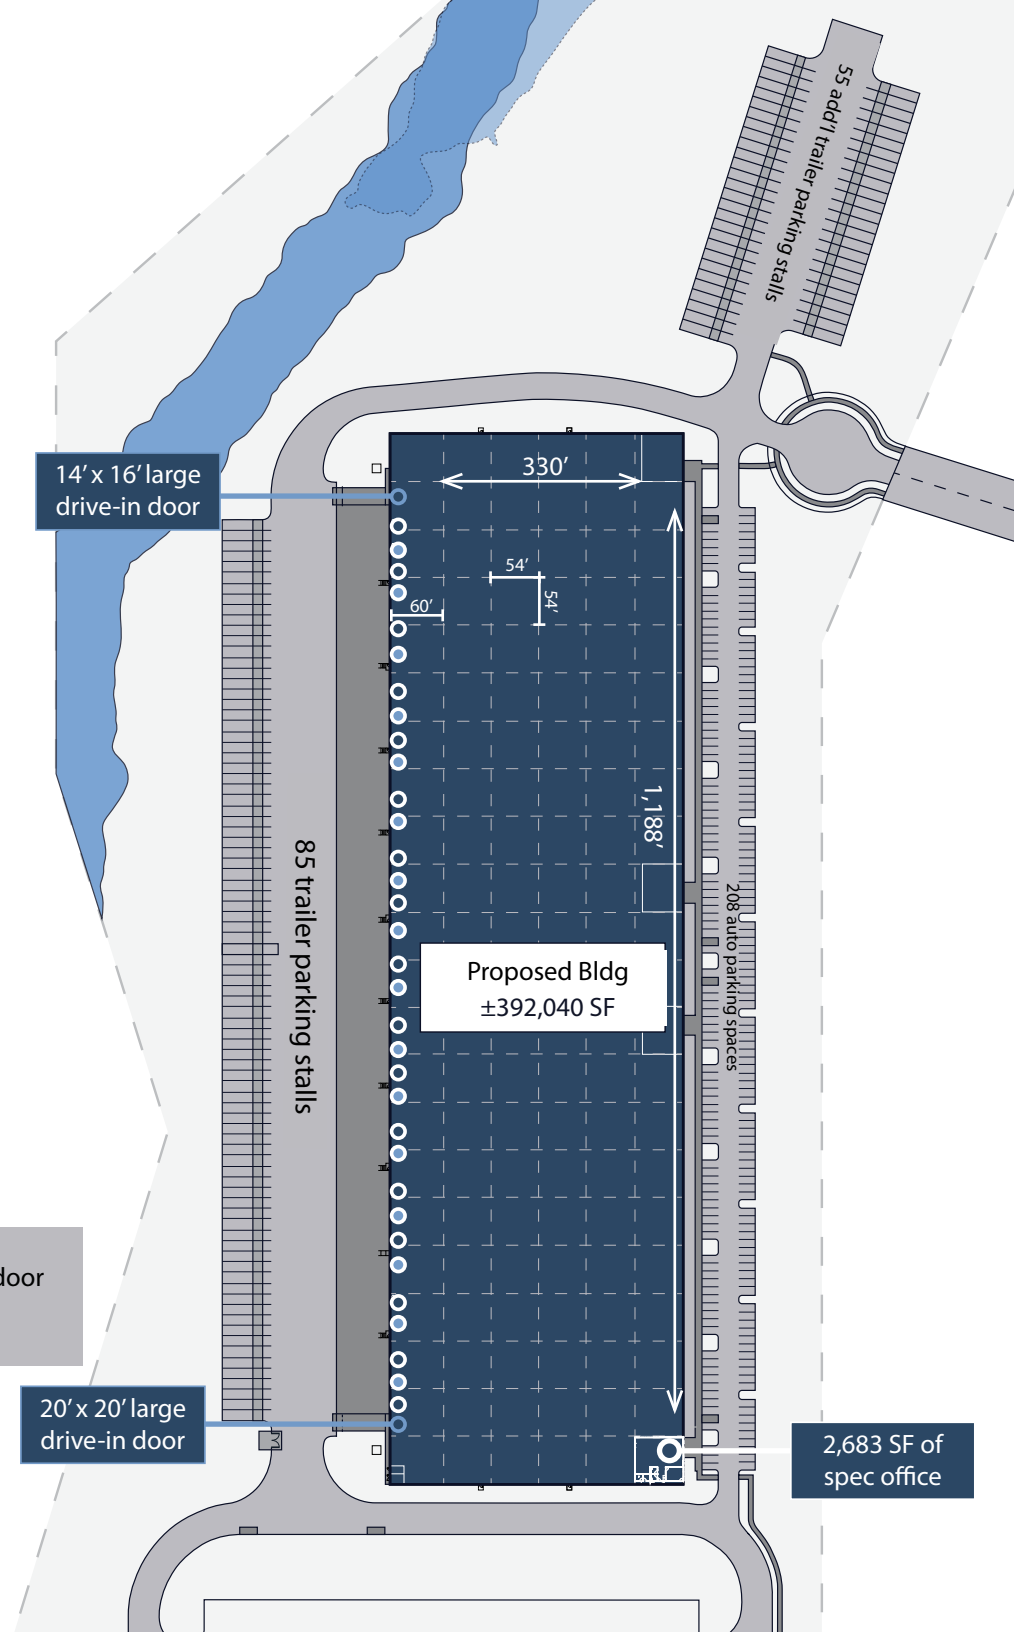 55 add'l trailer parking stalls
14’ x 16’ large
drive-in door
330’
54’
54’
60’
1,188’
85 trailer parking stalls
208 auto parking spaces
Proposed Bldg
±392,040 SF
door
20’ x 20’ large
drive-in door
2,683 SF of
spec office